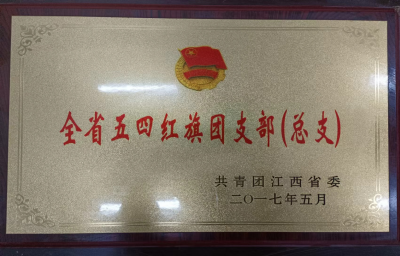 全省五四红旗团支部(总支)
共青团江西省委
二〇一七年五月